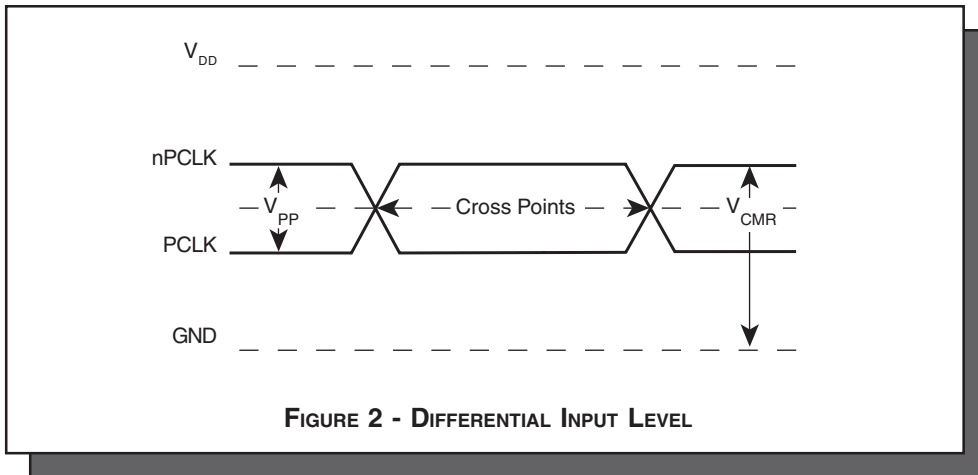 VDD
nPCLK
VPP
Cross Points
VCMR
PCLK
GND
FIGURE 2 - DIFFERENTIAL INPUT LEVEL